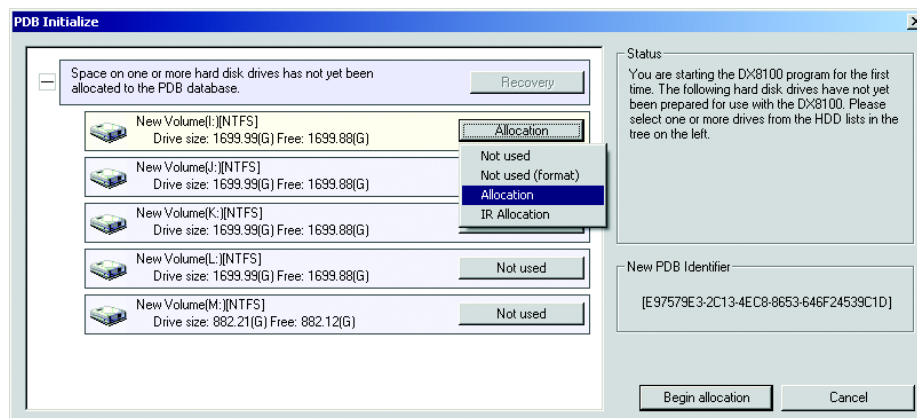 PDB Initialize
Space on one or more hard disk drives has not yet been
allocated to the PDB database.
Recovery
New Volume(I:)[NTFS]
Drive size: 1699.99(G) Free: 1699.88(G)
Allocation
New Volume(J:)[NTFS]
Drive size: 1699.99(G) Free: 1699.88(G)
New Volume(K:)[NTFS]
Drive size: 1699.99(G) Free: 1699.88(G)
Not used
Not used (format)
Allocation
IR Allocation
New Volume(L:)[NTFS]
Drive size: 1699.99(G) Free: 1699.88(G)
Not used
New Volume(M:)[NTFS]
Drive size: 882.21(G) Free: 882.12(G)
Not used
Status
You are starting the DX8100 program for the first
time. The following hard disk drives have not yet
been prepared for use with the DX8100. Please
select one or more drives from the HDD lists in the
tree on the left.
New PDB Identifier
[E97579E3-2C13-4EC8-8653-646F24539C1D]
Begin allocation
Cancel